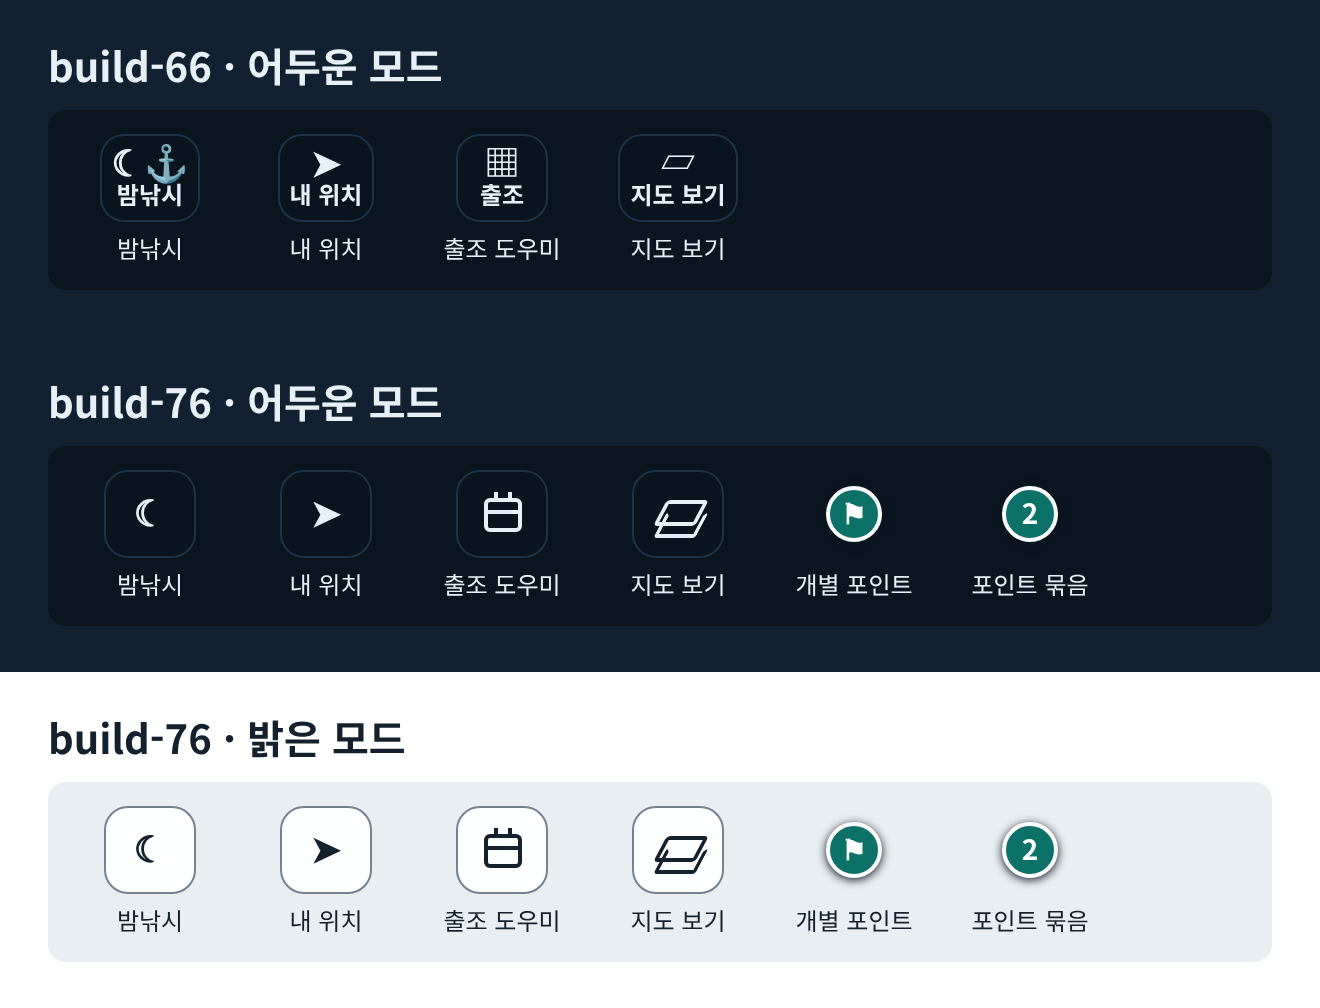 build-66 · 어두운 모드
밤낚시 내 위치 출조 지도 보기
밤낚시 내 위치 출조 도우미 지도 보기
build-76 · 어두운 모드
2
밤낚시 내 위치 출조 도우미 지도 보기 개별 포인트 포인트 묶음
build-76 · 밝은 모드
2
밤낚시 내 위치 출조 도우미 지도 보기 개별 포인트 포인트 묶음